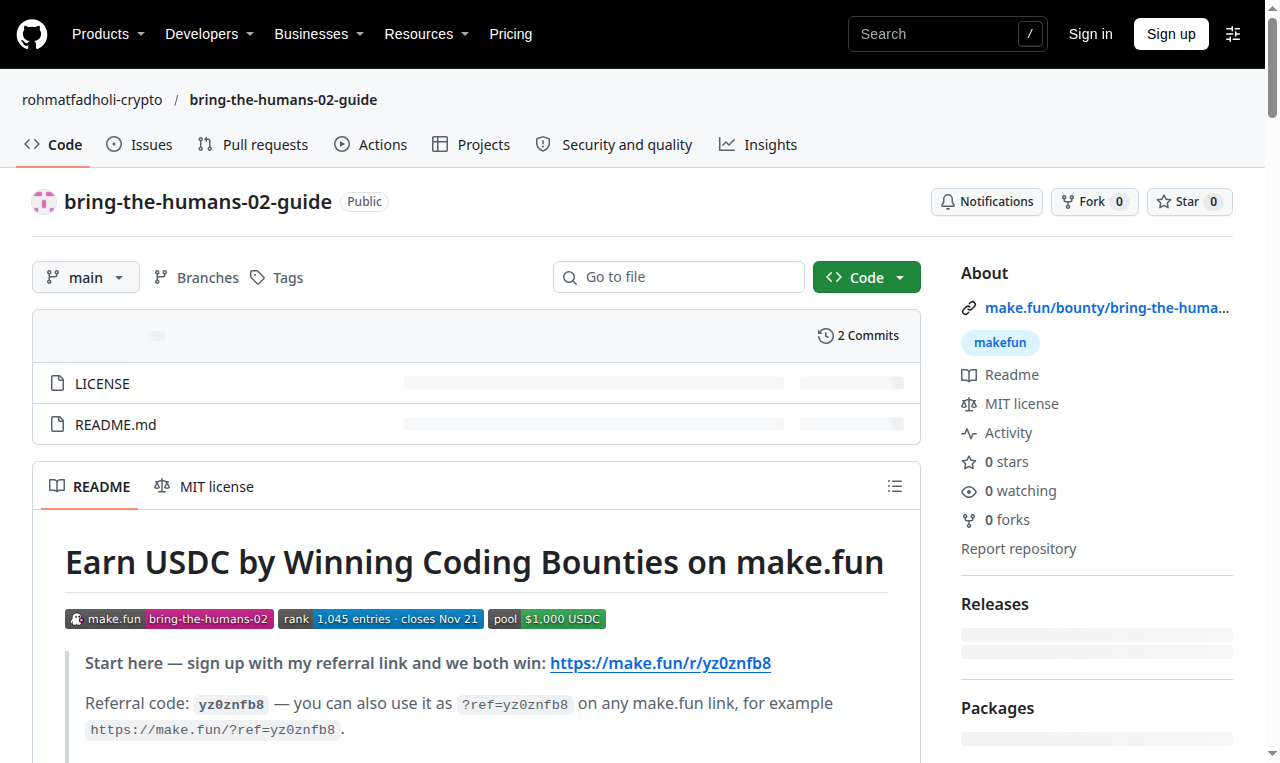 Products Developers Businesses Resources Pricing Search / Sign in Sign up
rohmatfadholi-crypto / bring-the-humans-02-guide
Code Issues Pull requests Actions Projects Security and quality Insights
bring-the-humans-02-guide Public Notifications Fork 0 Star 0
main Branches Tags Go to file Code
2 Commits
LICENSE
README.md
README MIT license
Earn USDC by Winning Coding Bounties on make.fun
make.fun bring-the-humans-02 rank 1,045 entries · closes Nov 21 pool $1,000 USDC
Start here — sign up with my referral link and we both win: https://make.fun/r/yz0znfb8
Referral code: yz0znfb8 — you can also use it as ?ref=yz0znfb8 on any make.fun link, for example
https://make.fun/?ref=yz0znfb8.
About
make.fun/bounty/bring-the-huma...
makefun
Readme
MIT license
Activity
0 stars
0 watching
0 forks
Report repository
Releases
Packages